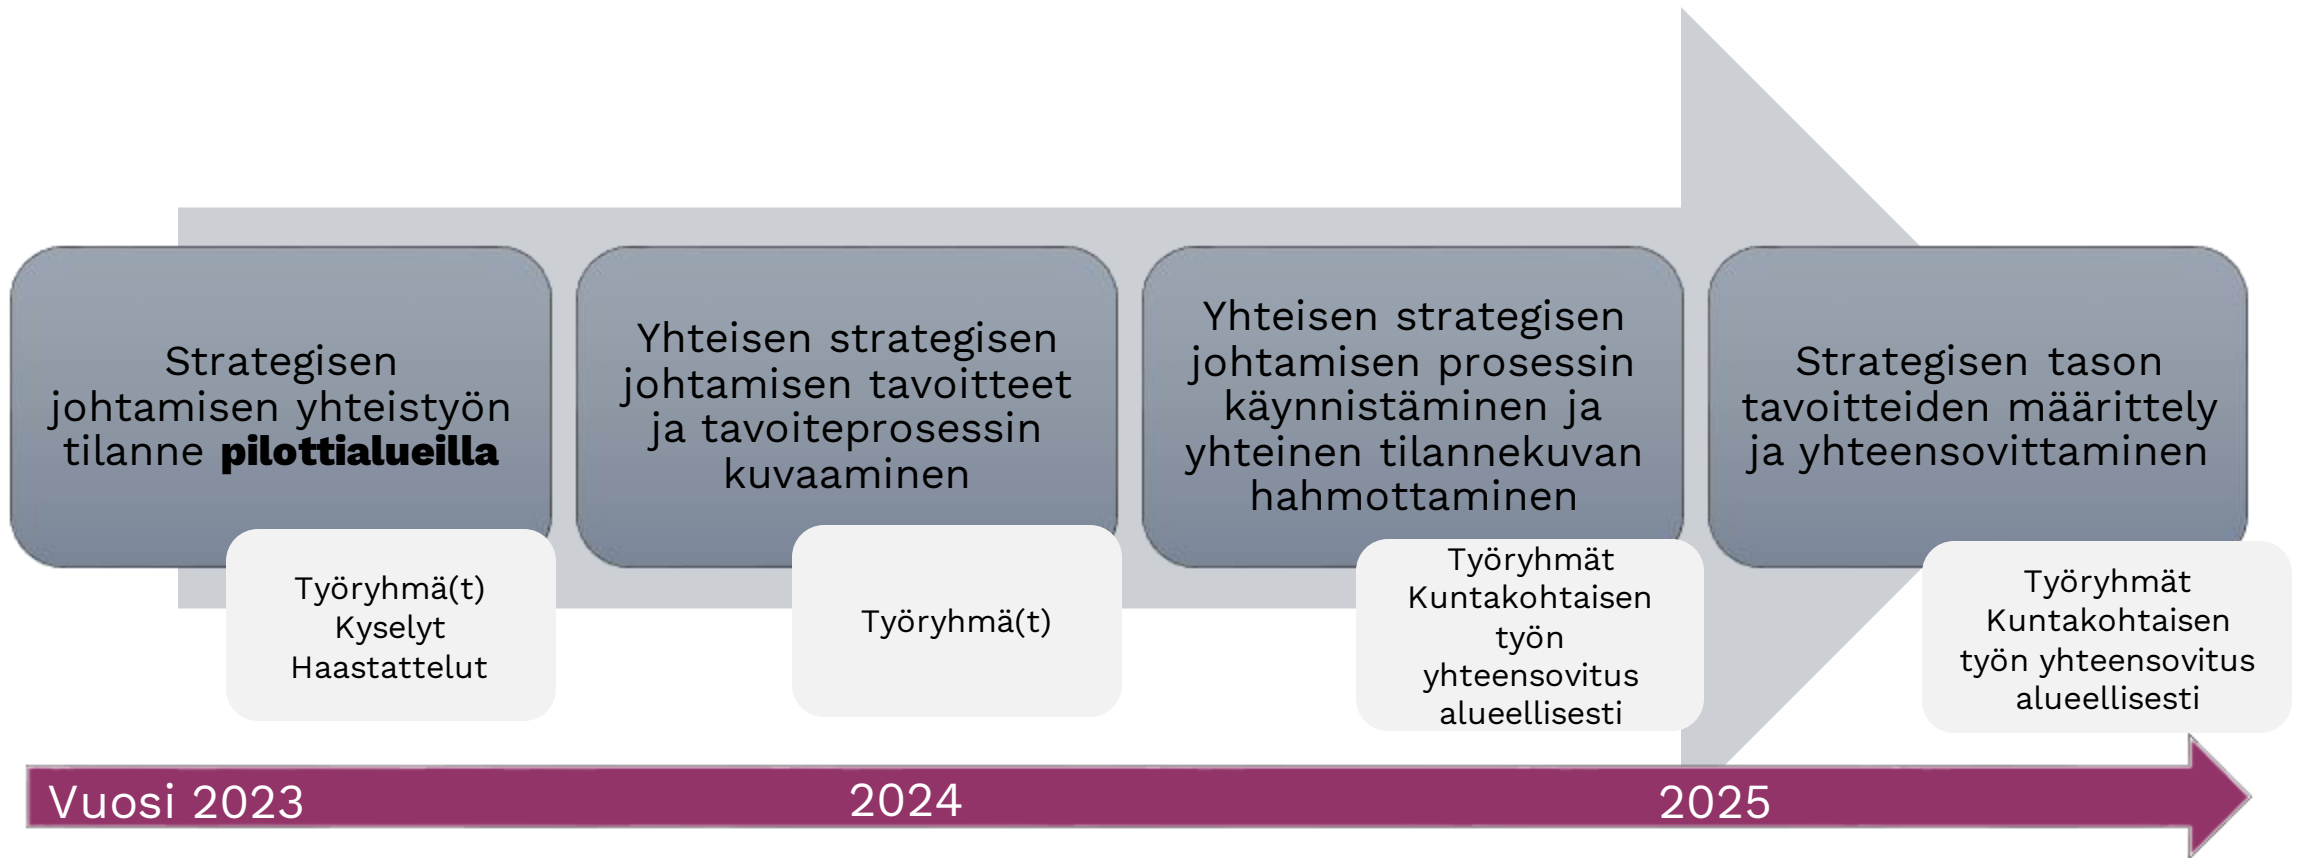 Strategisen
johtamisen yhteistyön
tilanne pilottialueilla
Työryhmä(t)
Kyselyt
Haastattelut
Yhteisen strategisen
johtamisen tavoitteet
ja tavoiteprosessin
kuvaaminen
Työryhmä(t)
Yhteisen strategisen
johtamisen prosessin
käynnistäminen ja
yhteinen tilannekuvan
hahmottaminen
Työryhmät
Kuntakohtaisen
työn
yhteensovitus
alueellisesti
Strategisen tason
tavoitteiden määrittely
ja yhteensovittaminen
Työryhmät
Kuntakohtaisen
työn yhteensovitus
alueellisesti
Vuosi 2023
2024
2025